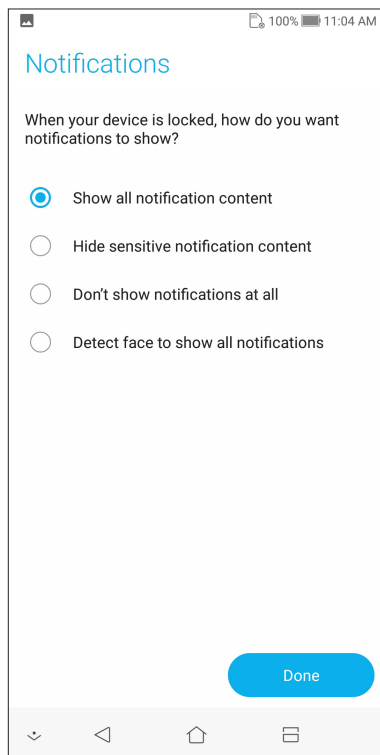 100% 11:04 AM
Notifications
When your device is locked, how do you want
notifications to show?
Show all notification content
Hide sensitive notification content
Don’t show notifications at all
Detect face to show all notifications
Done